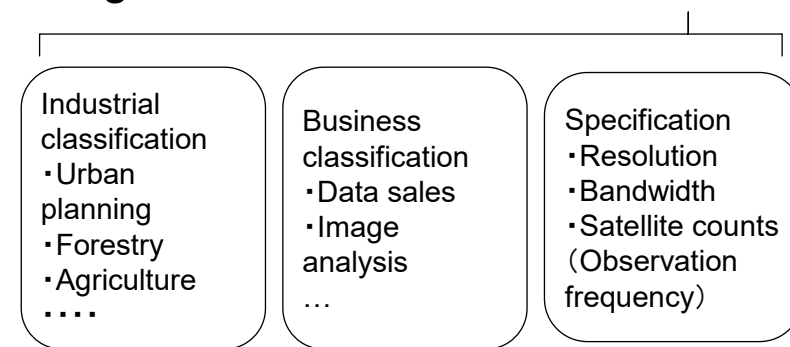 Industrial
classification
・Urban
planning
・Forestry
・Agriculture
・・・・
Business
classification
・Data sales
・Image
analysis
…
Specification
・Resolution
・Bandwidth
・Satellite counts
（Observation
frequency）